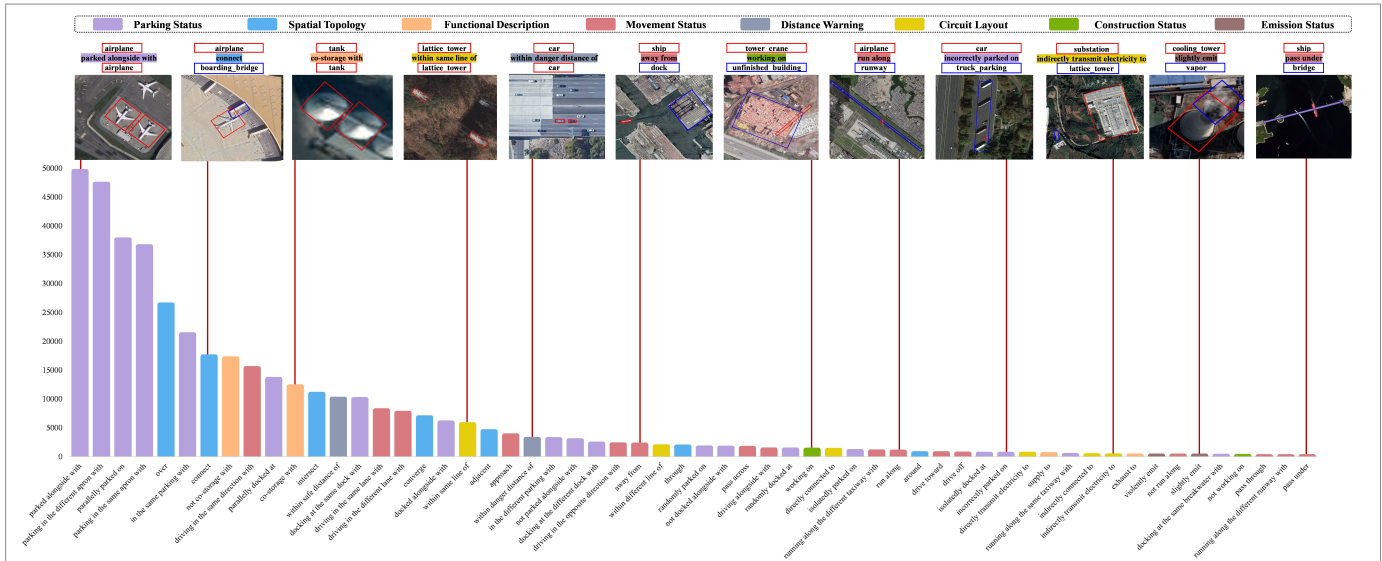 Parking Status
Spatial Topology
Functional Description
Movement Status
Distance Warning
Circuit Layout
Construction Status
Emission Status
airplane
parked alongside with
airplane
airplane
connect
boarding_bridge
tank
co-storage with
tank
lattice_tower
within same line of
lattice_tower
car
within danger distance of
car
ship
away from
dock
tower_crane
working on
unfinished_building
airplane
run along
runway
car
incorrectly parked on
truck_parking
substation
indirectly transmit electricity to
lattice_tower
cooling_tower
slightly emit
vapor
ship
pass under
bridge
50000
45000
40000
35000
30000
25000
20000
15000
10000
5000
0
parked alongside with
parking in the different apron with
parallelly parked on
parking in the same apron with
over
in the same parking with
connect
not co-storage with
driving in the same direction with
parallelly docked at
co-storage with
intersect
within safe distance of
docking at the same dock with
driving in the same lane with
driving in the different lane with
converge
docked alongside with
within same line of
adjacent
approach
within danger distance of
in the different parking with
not parked alongside with
docking at the different dock with
driving in the opposite direction with
away from
within different line of
through
randomly parked on
not docked alongside with
pass across
driving alongside with
randomly docked at
working on
directly connected to
isolatedly parked on
running along the different taxiway with
run along
around
drive toward
drive off
isolatedly docked at
incorrectly parked on
directly transmit electricity to
supply to
running along the same taxiway with
indirectly connected to
indirectly transmit electricity to
exhaust to
violently emit
not run along
slightly emit
docking at the same breakwater with
not working on
pass through
running along the different runway with
pass under